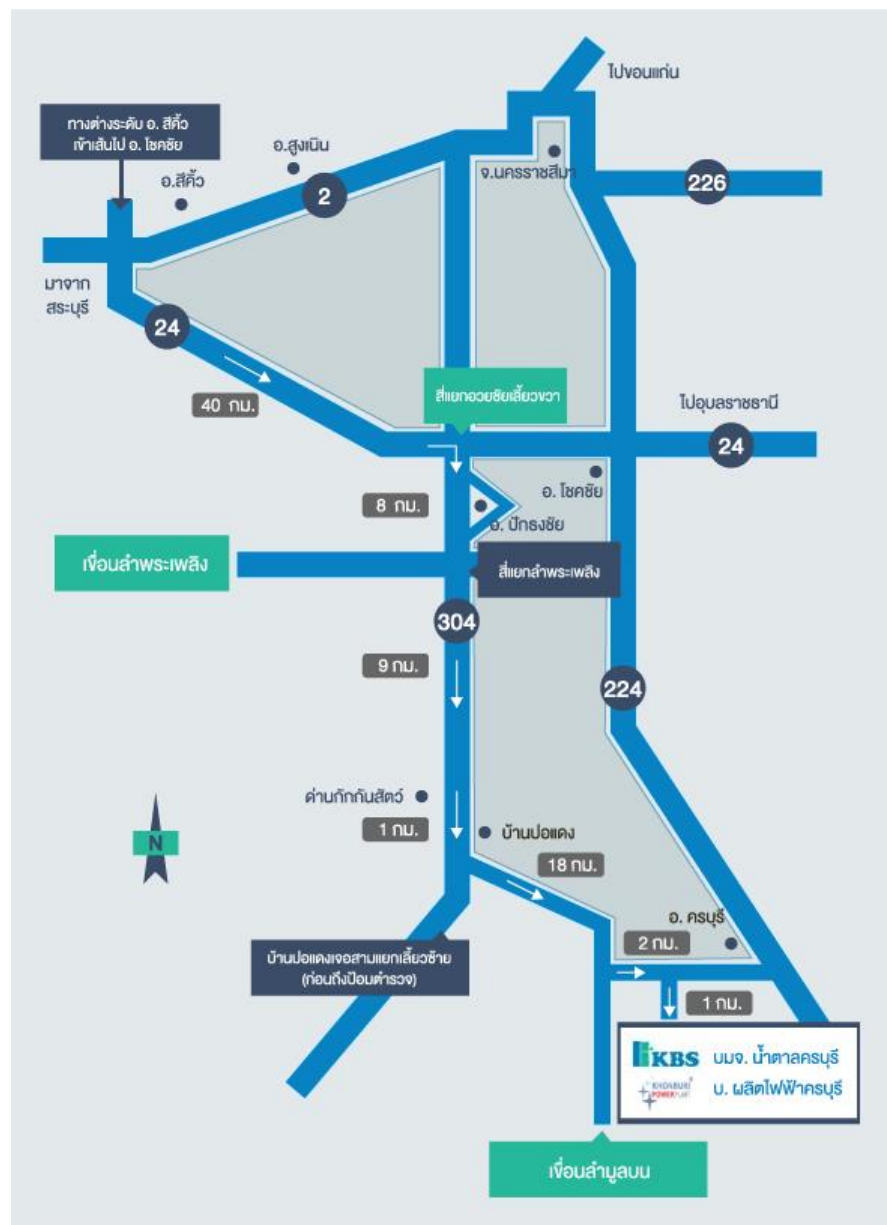 ไปขอนแก่น
ทางต่างระดับ อ. สีคิ้ว
เข้าเส้นไป อ. โชคชัย
อ.สูงเนิน
จ.นครราชสีมา
อ.สีคิ้ว
2
226
มาจาก
สระบุรี
24
40 กม.
สี่แยกอวยชัยเลี้ยวขวา
ไปอุบลราชธานี
24
อ. โชคชัย
8 กม.
อ. ปักธงชัย
เขื่อนลำพระเพลิง
สี่แยกลำพระเพลิง
304
9 กม.
224
ด่านกักกันสัตว์
1 กม.
บ้านปอแดง
18 กม.
N
อ. ครบุรี
2 กม.
บ้านปอแดงเจอสามแยกเลี้ยวซ้าย
(ก่อนถึงป้อมตำรวจ)
1 กม.
KBS บมจ. น้ำตาลครบุรี
KHONBURI
POWER PLANT
บ. ผลิตไฟฟ้าครบุรี
เขื่อนลำมูลบน